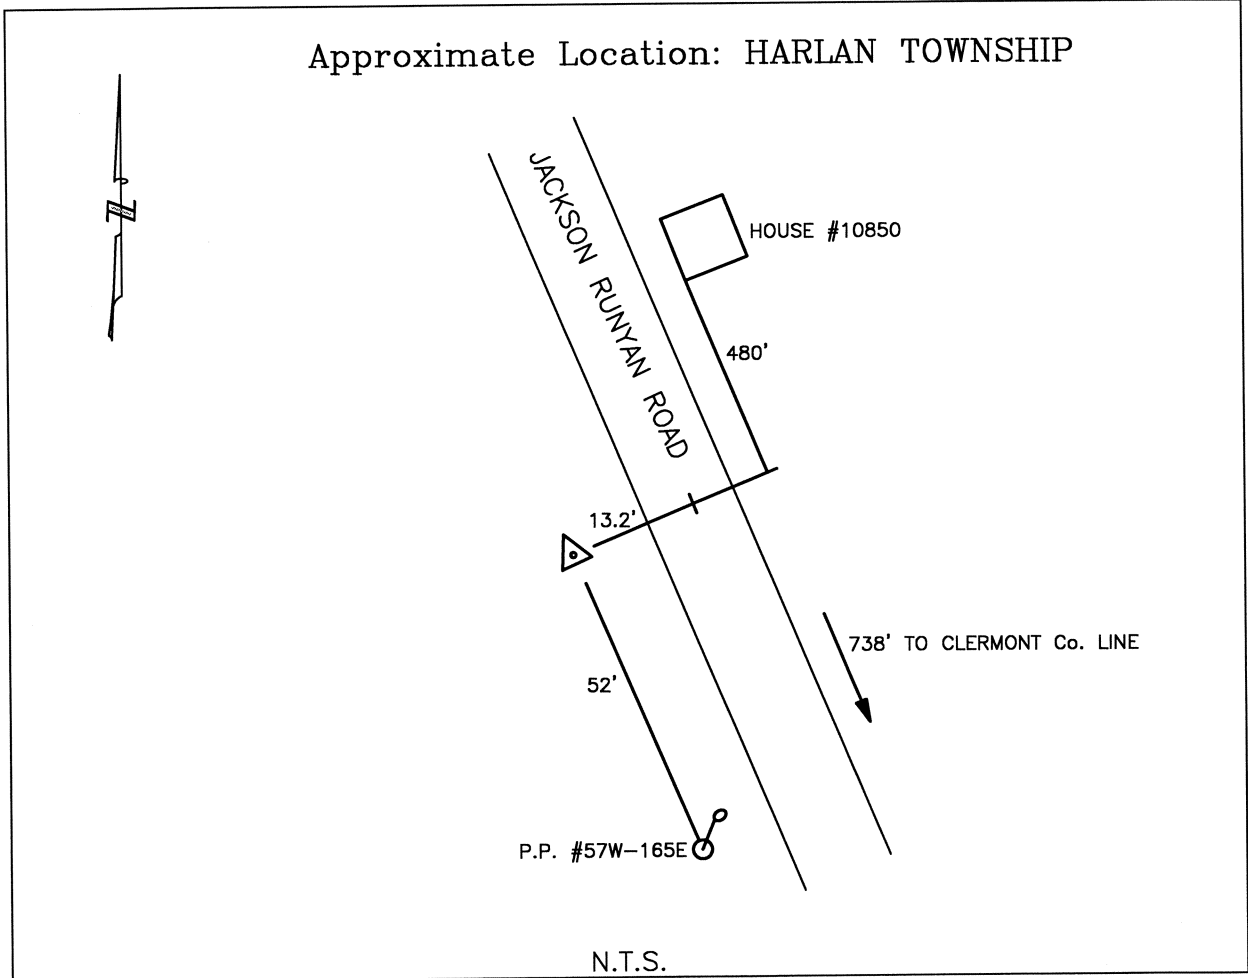 Approximate Location: HARLAN TOWNSHIP
N
JACKSON RUNYAN ROAD
HOUSE #10850
480'
13.2'
738' TO CLERMONT Co. LINE
52'
P.P. #57W-165E
N.T.S.